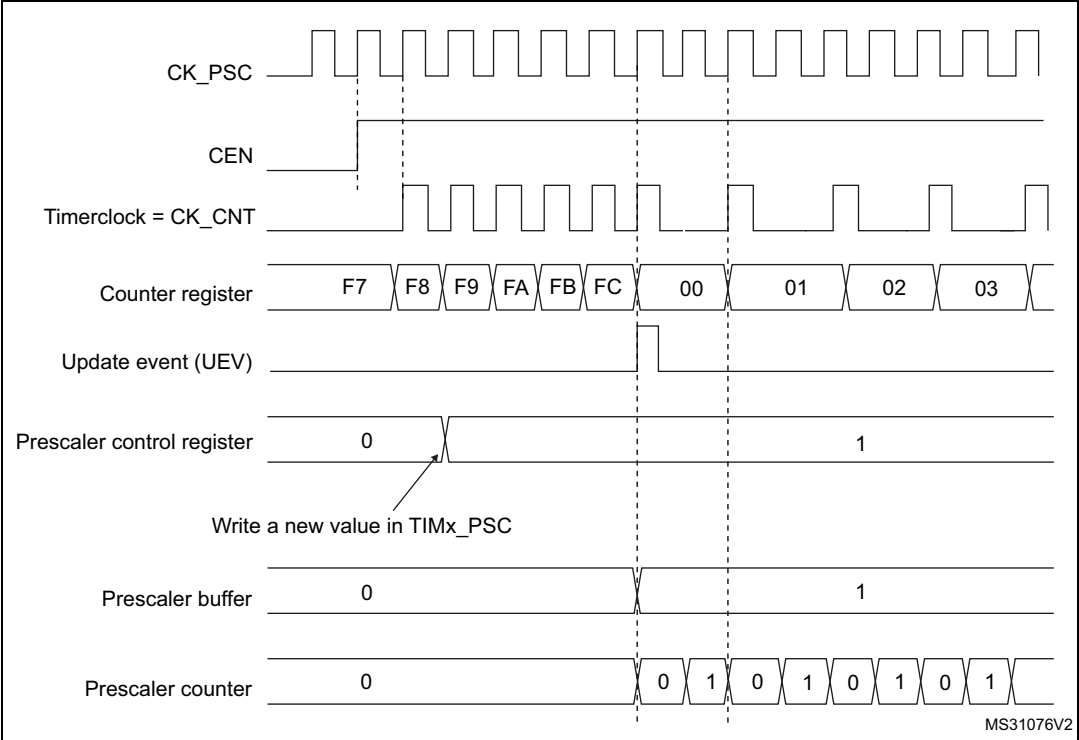 CK_PSC
CEN
Timerclock = CK_CNT
Counter register F7 F8 F9 FA FB FC 00 01 02 03
Update event (UEV)
Prescaler control register 0 1
Write a new value in TIMx_PSC
Prescaler buffer 0 1
Prescaler counter 0 0 1 0 1 0 1 0 1
MS31076V2